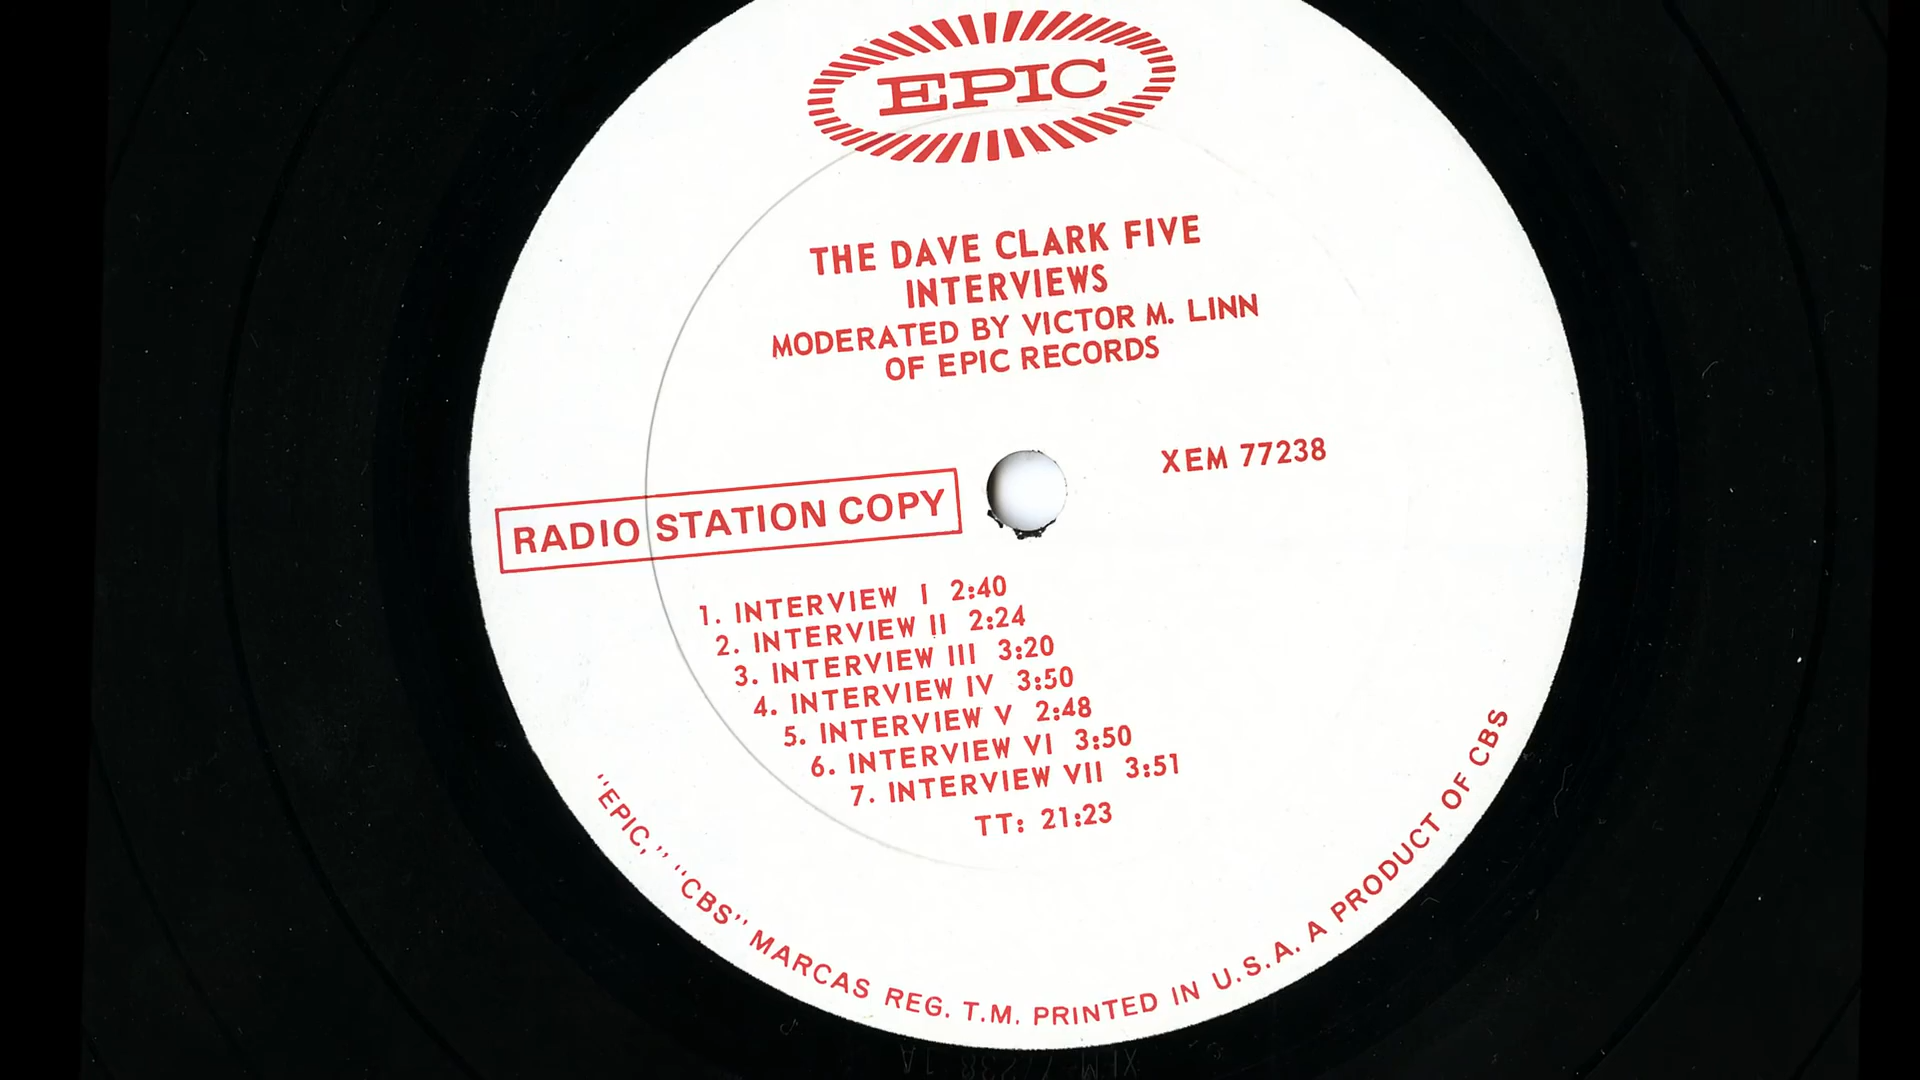 EPIC
THE DAVE CLARK FIVE
INTERVIEWS
MODERATED BY VICTOR M. LINN
OF EPIC RECORDS
XEM 77238
RADIO STATION COPY
1. INTERVIEW I 2:40
2. INTERVIEW II 2:24
3. INTERVIEW III 3:20
4. INTERVIEW IV 3:50
5. INTERVIEW V 2:48
6. INTERVIEW VI 3:50
7. INTERVIEW VII 3:51
TT: 21:23
"EPIC," "CBS" MARCAS REG. T.M. PRINTED IN U.S.A. A PRODUCT OF CBS